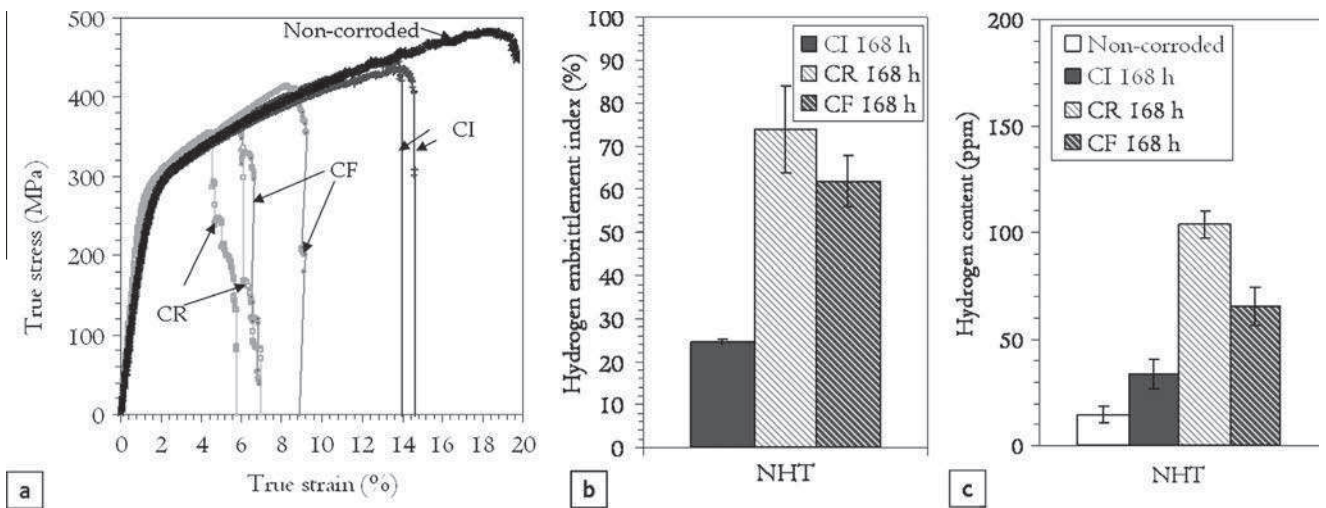 True stress (MPa)
500
400
300
200
100
0
0 2 4 6 8 10 12 14 16 18 20
True strain (%)
Non-corroded
CI
CF
CR
a
Hydrogen embrittlement index (%)
100
90
80
70
60
50
40
30
20
10
0
CI 168 h
CR 168 h
CF 168 h
NHT
b
Hydrogen content (ppm)
200
150
100
50
0
Non-corroded
CI 168 h
CR 168 h
CF 168 h
NHT
c